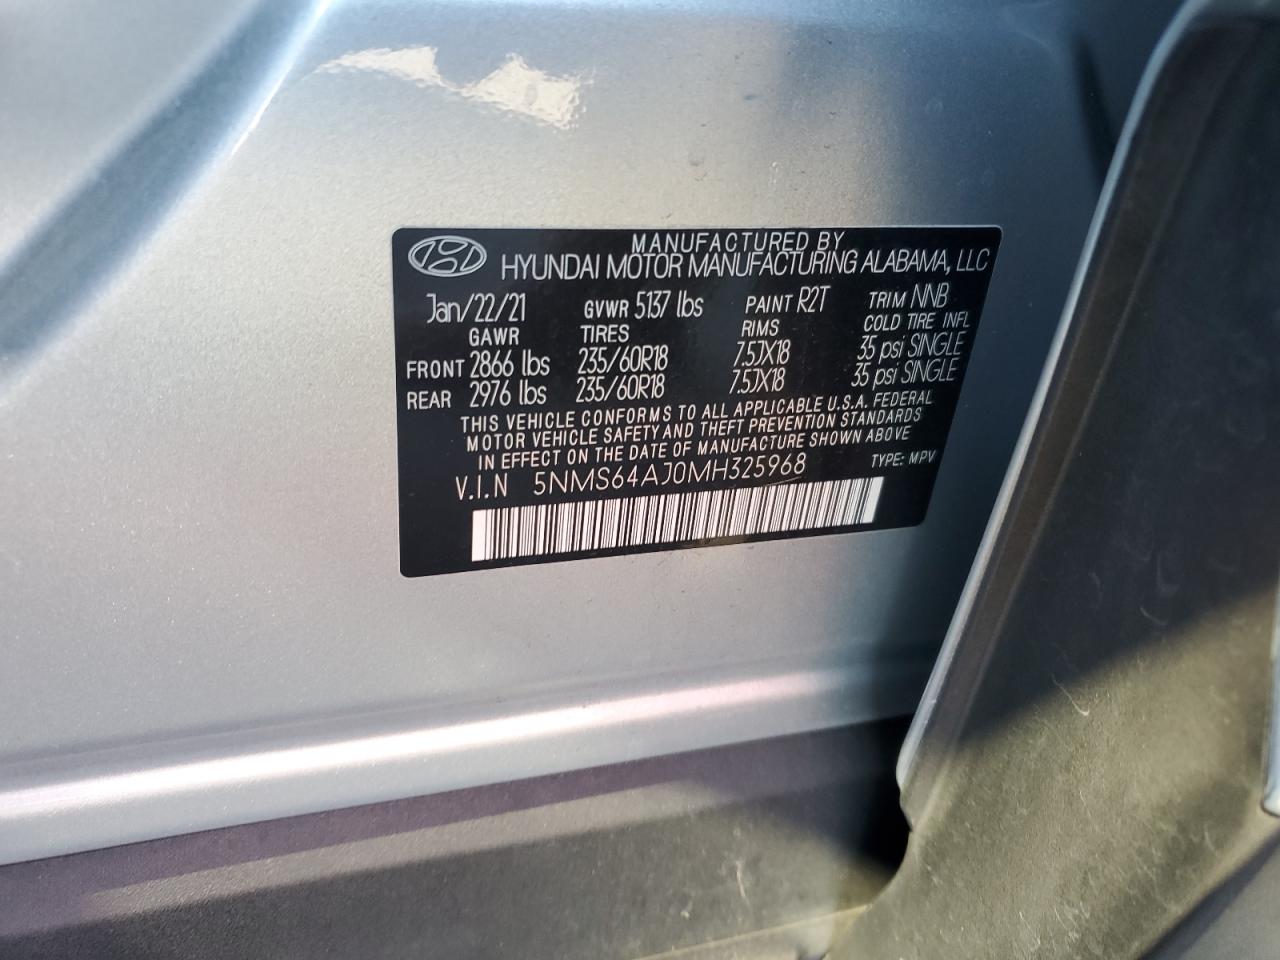 MANUFACTURED BY
HYUNDAI MOTOR MANUFACTURING ALABAMA, LLC
Jan/22/21 GVWR 5137 lbs PAINT R2T TRIM NNB
GAWR TIRES RIMS COLD TIRE INFL
FRONT 2866 lbs 235/60R18 7.5JX18 35 psi SINGLE
REAR 2976 lbs 235/60R18 7.5JX18 35 psi SINGLE
THIS VEHICLE CONFORMS TO ALL APPLICABLE U.S.A. FEDERAL
MOTOR VEHICLE SAFETY AND THEFT PREVENTION STANDARDS
IN EFFECT ON THE DATE OF MANUFACTURE SHOWN ABOVE
V.I.N 5NMS64AJ0MH325968 TYPE: MPV